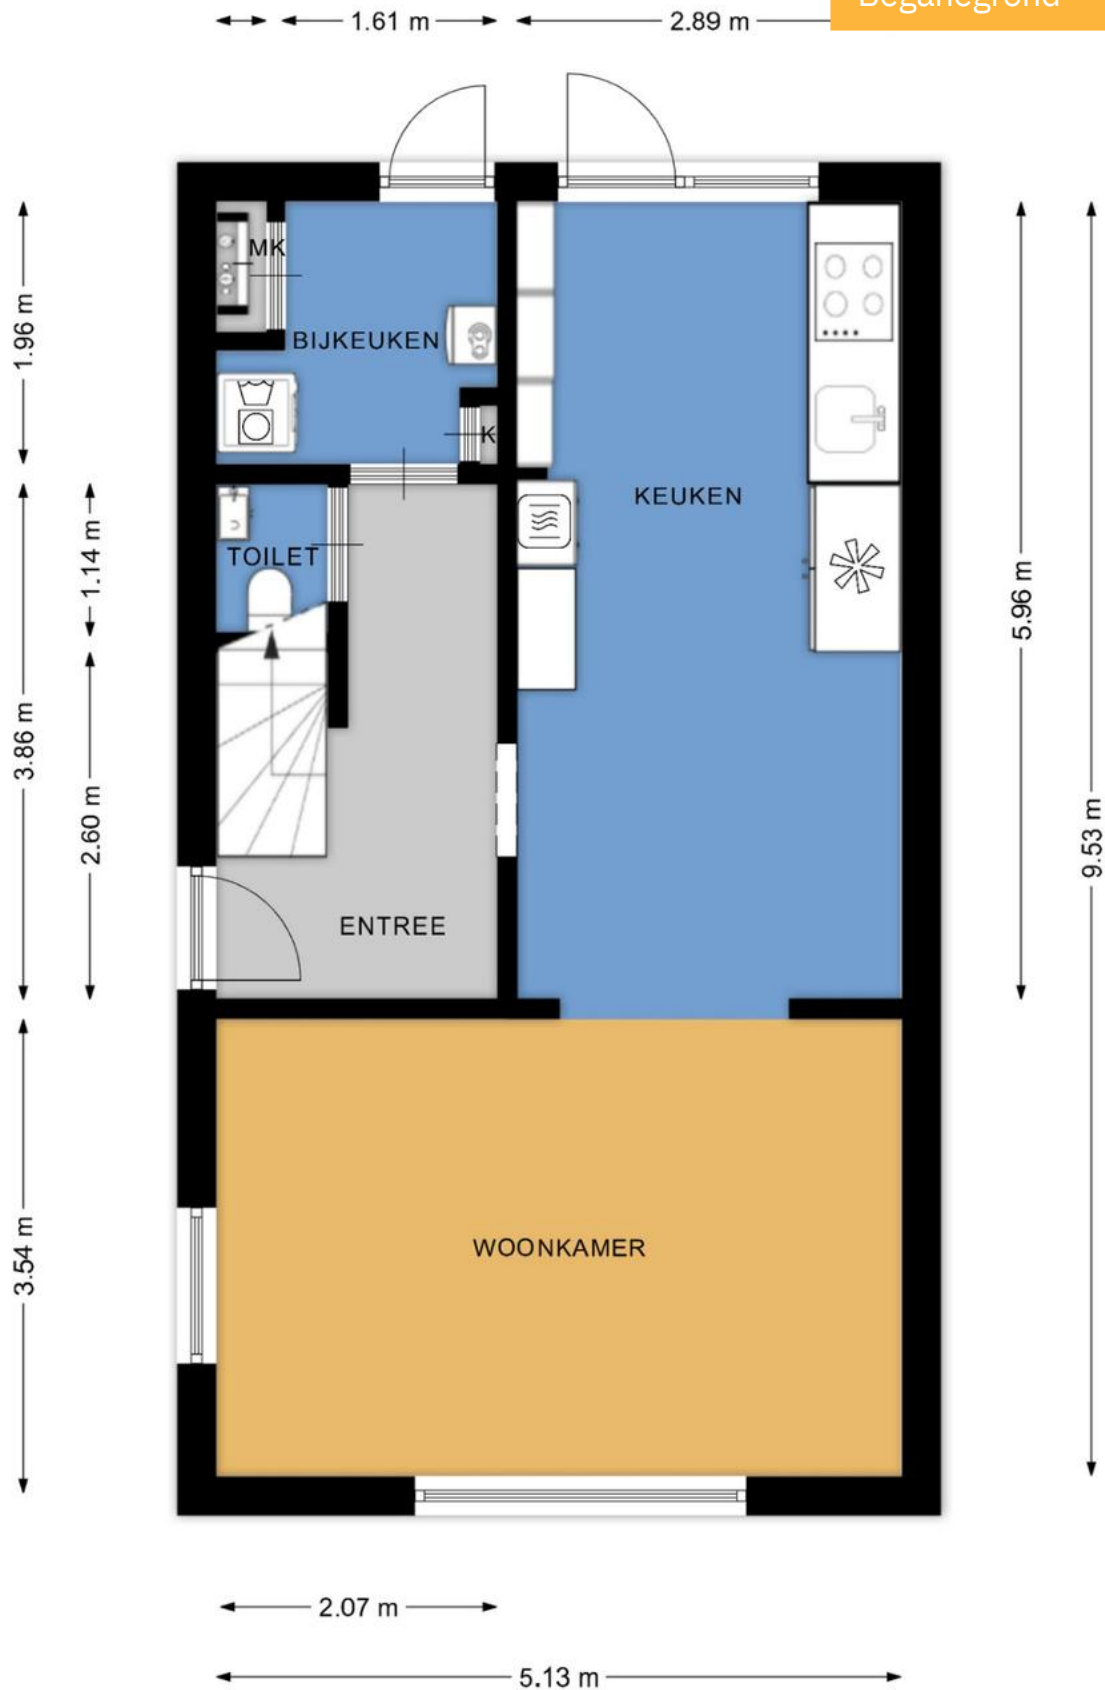 Beganegrond
1.61 m
2.89 m
MK
BIJKEUKEN
K
1.96 m
KEUKEN
TOILET
1.14 m
5.96 m
3.86 m
2.60 m
9.53 m
ENTREE
WOONKAMER
3.54 m
2.07 m
5.13 m